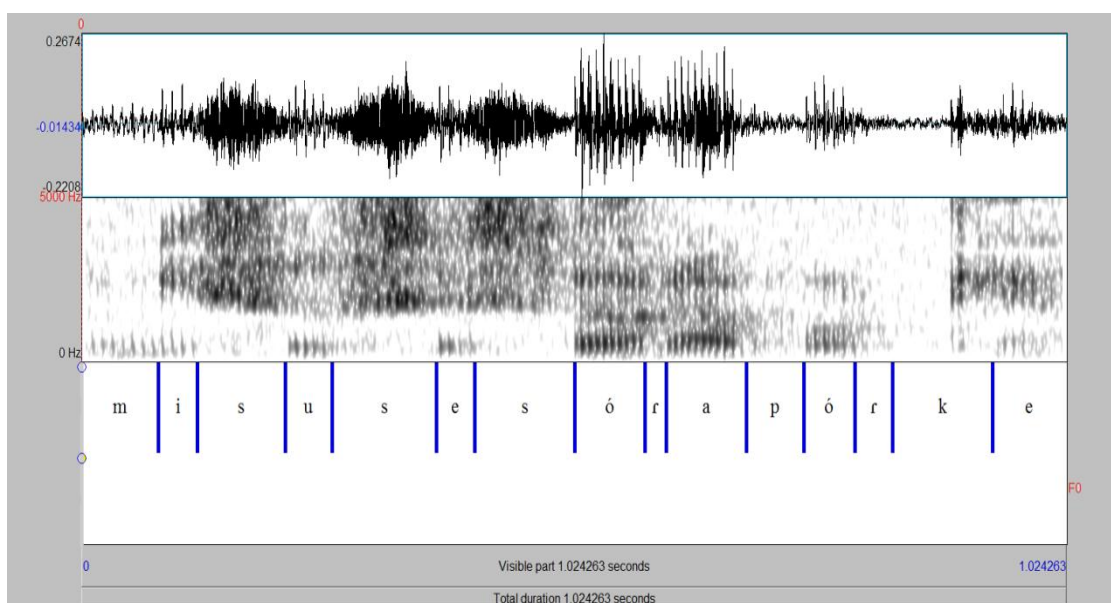 0
0.2674
-0.01434
-0.2208
5000 Hz
0 Hz
m i s u s e s ó ɾ a p ó ɾ k e
F0
0 Visible part 1.024263 seconds 1.024263
Total duration 1.024263 seconds